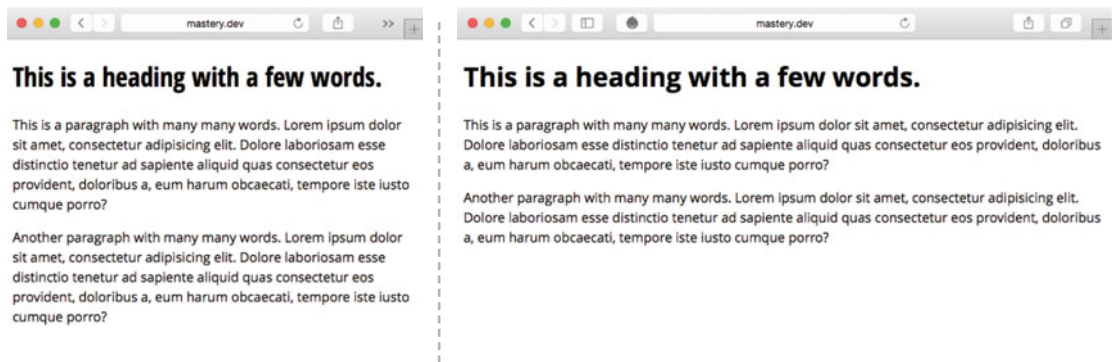 mastery.dev
This is a heading with a few words.
This is a paragraph with many many words. Lorem ipsum dolor
sit amet, consectetur adipisicing elit. Dolore laboriosam esse
distinctio tenetur ad sapiente aliquid quas consectetur eos
provident, doloribus a, eum harum obcaecati, tempore iste iusto
cumque porro?
Another paragraph with many many words. Lorem ipsum dolor
sit amet, consectetur adipisicing elit. Dolore laboriosam esse
distinctio tenetur ad sapiente aliquid quas consectetur eos
provident, doloribus a, eum harum obcaecati, tempore iste iusto
cumque porro?
mastery.dev
This is a heading with a few words.
This is a paragraph with many many words. Lorem ipsum dolor sit amet, consectetur adipisicing elit.
Dolore laboriosam esse distinctio tenetur ad sapiente aliquid quas consectetur eos provident, doloribus
a, eum harum obcaecati, tempore iste iusto cumque porro?
Another paragraph with many many words. Lorem ipsum dolor sit amet, consectetur adipisicing elit.
Dolore laboriosam esse distinctio tenetur ad sapiente aliquid quas consectetur eos provident, doloribus
a, eum harum obcaecati, tempore iste iusto cumque porro?